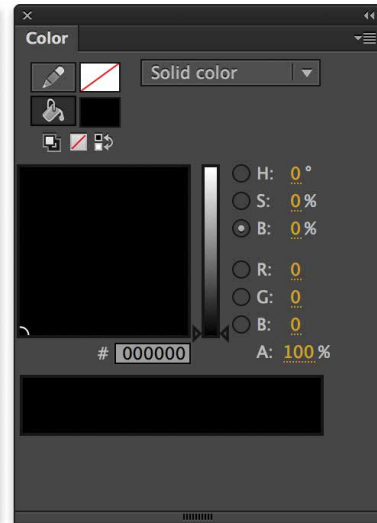 Color
Solid color
H: 0 °
S: 0 %
B: 0 %
R: 0
G: 0
B: 0
# 000000
A: 100 %